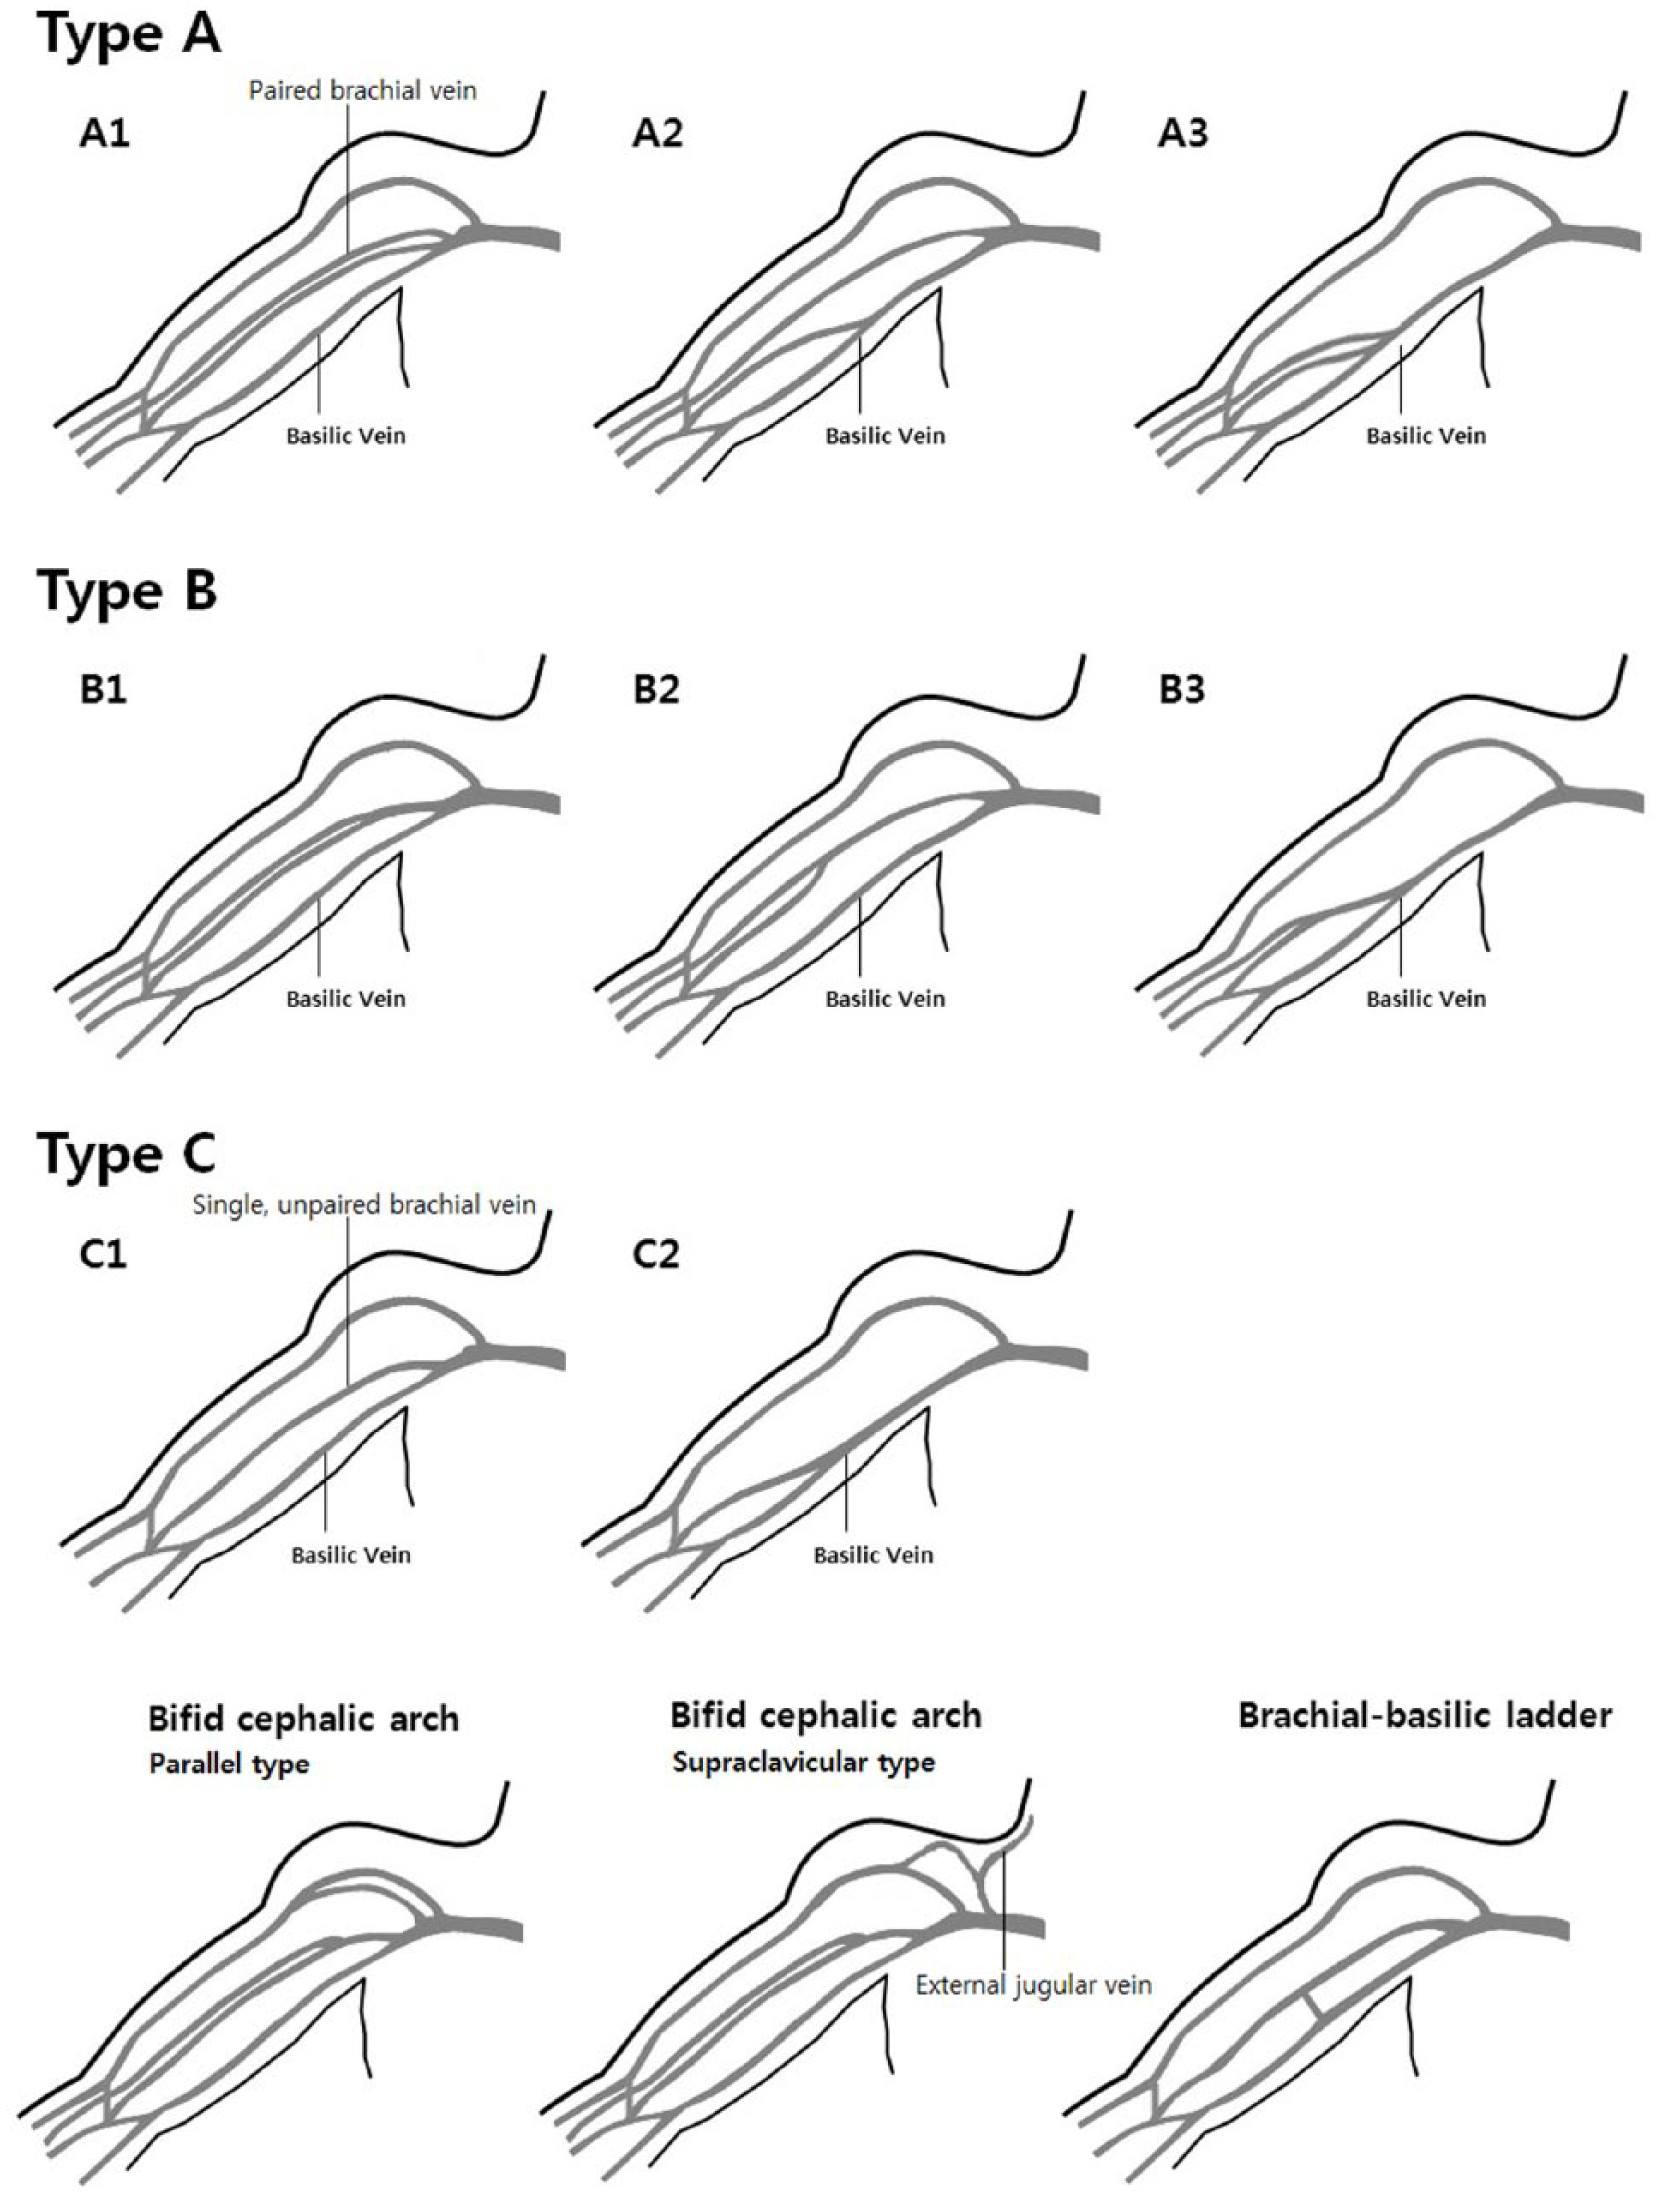 Type A
Paired brachial vein
A1
A2
A3
Basilic Vein
Basilic Vein
Basilic Vein
Type B
B1
B2
B3
Basilic Vein
Basilic Vein
Basilic Vein
Type C
Single, unpaired brachial vein
C1
C2
Basilic Vein
Basilic Vein
Bifid cephalic arch
Parallel type
Bifid cephalic arch
Supraclavicular type
Brachial-basilic ladder
External jugular vein